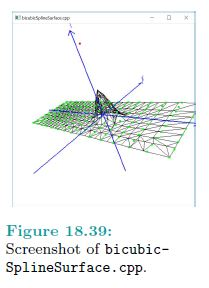 bicubicSplineSurface.cpp
Figure 18.39:
Screenshot of bicubic-
SplineSurface.cpp.